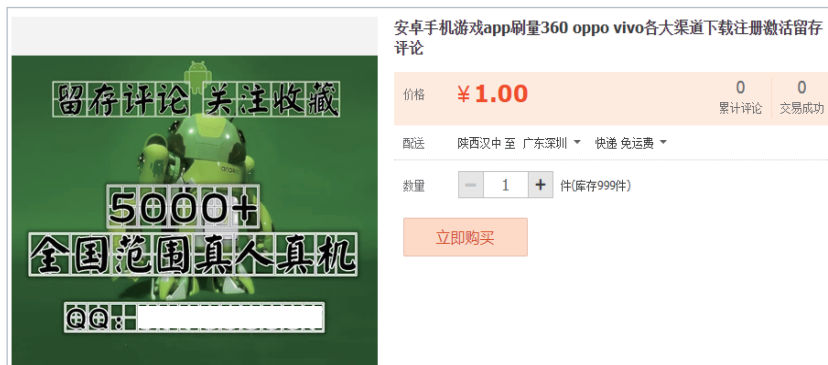 安卓手机游戏app刷量360 oppo vivo各大渠道下载注册激活留存
评论
留存评论 关注收藏
5000+
全国范围真人真机
QQ：
价格 ¥1.00 0 0
累计评论 交易成功
配送 陕西汉中 至 广东深圳 快递 免运费
数量 1 件(库存999件)
立即购买